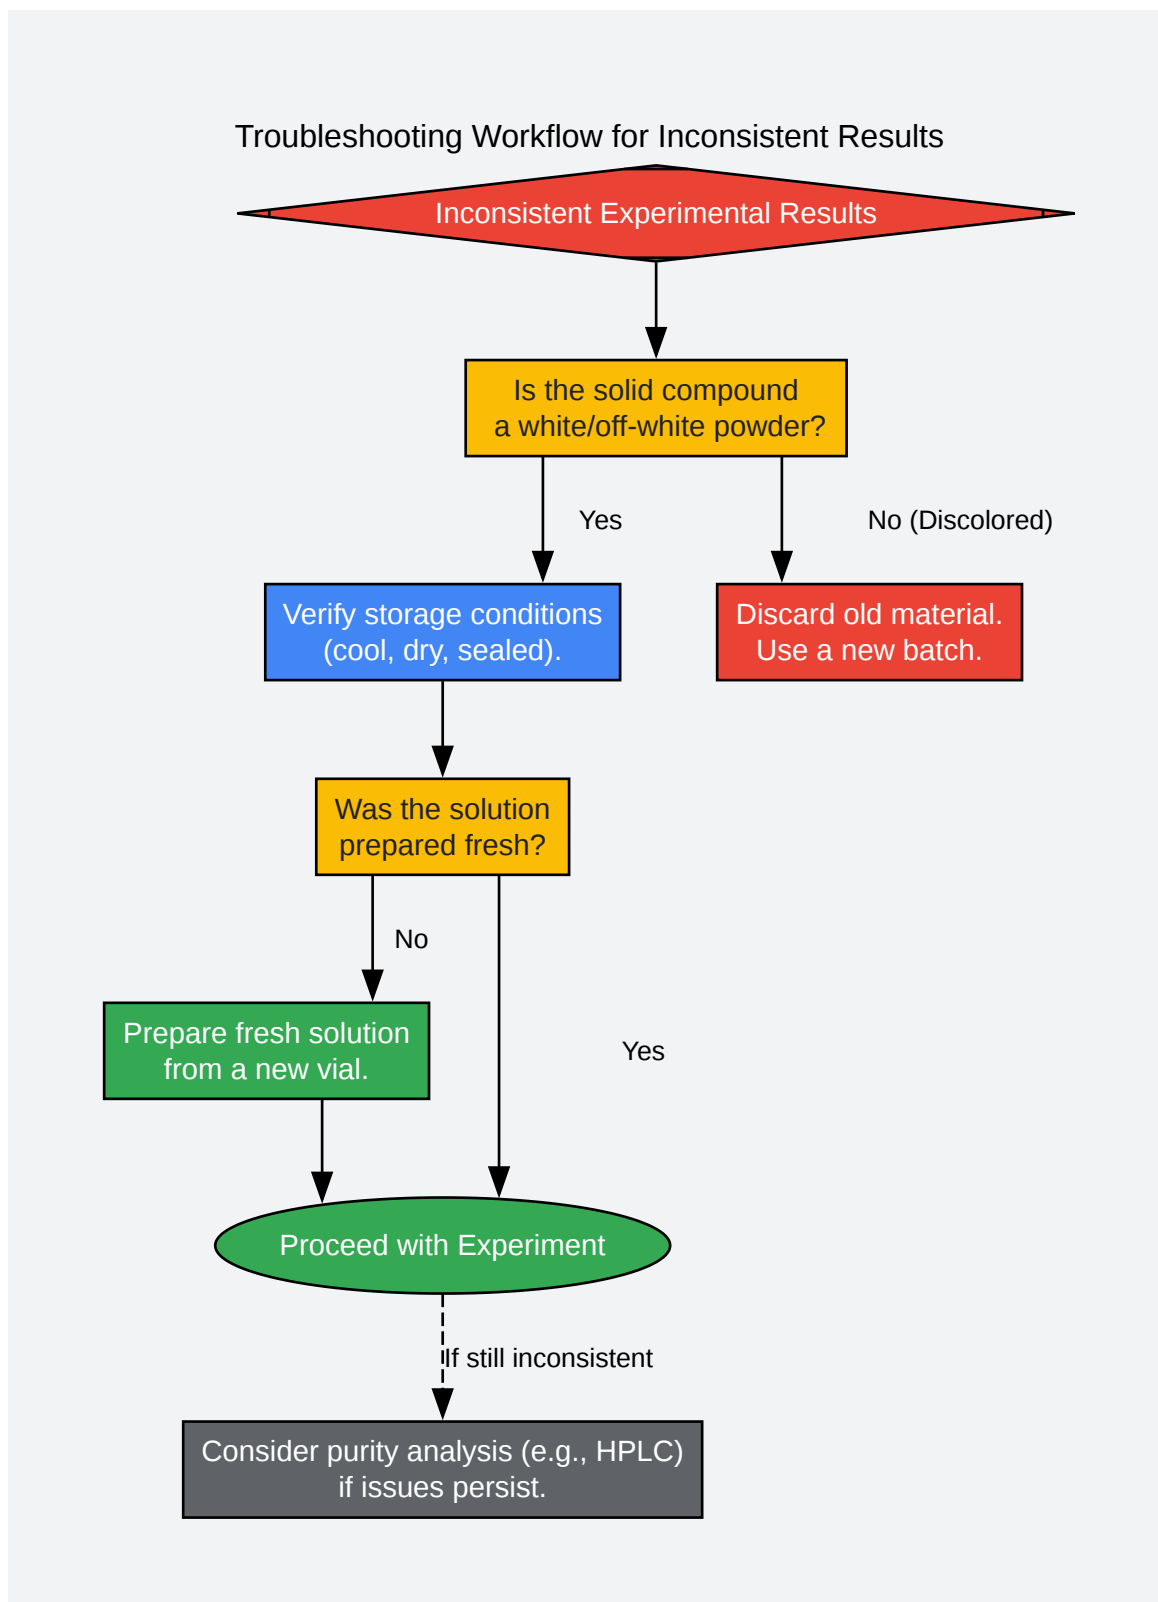 Troubleshooting Workflow for Inconsistent Results
Inconsistent Experimental Results
Is the solid compound
a white/off-white powder?
Yes
No (Discolored)
Verify storage conditions
(cool, dry, sealed).
Discard old material.
Use a new batch.
Was the solution
prepared fresh?
No
Prepare fresh solution
from a new vial.
Yes
Proceed with Experiment
If still inconsistent
Consider purity analysis (e.g., HPLC)
if issues persist.